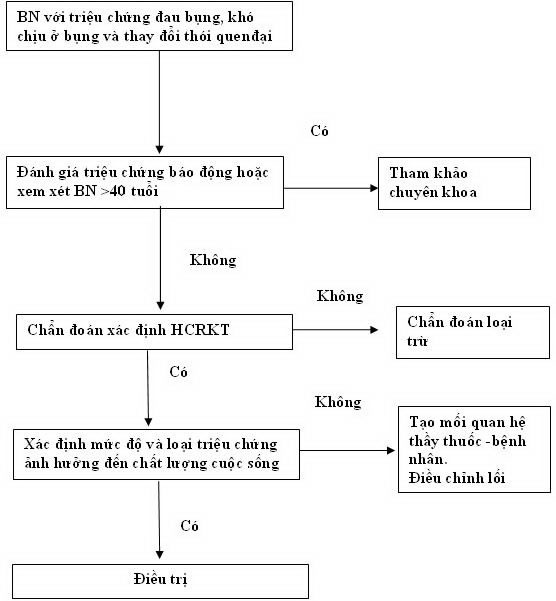 BN với triệu chứng đau bụng, khó
chịu ở bụng và thay đổi thói quenđại
Có
Đánh giá triệu chứng báo động hoặc
xem xét BN >40 tuổi
Tham khảo
chuyên khoa
Không
Không
Chẩn đoán xác định HCRKT
Chẩn đoán loại
trừ
Có
Không
Xác định mức độ và loại triệu chứng
ảnh hưởng đến chất lượng cuộc sống
Tạo mối quan hệ
thầy thuốc -bệnh
nhân.
Điều chỉnh lối
Có
Điều trị